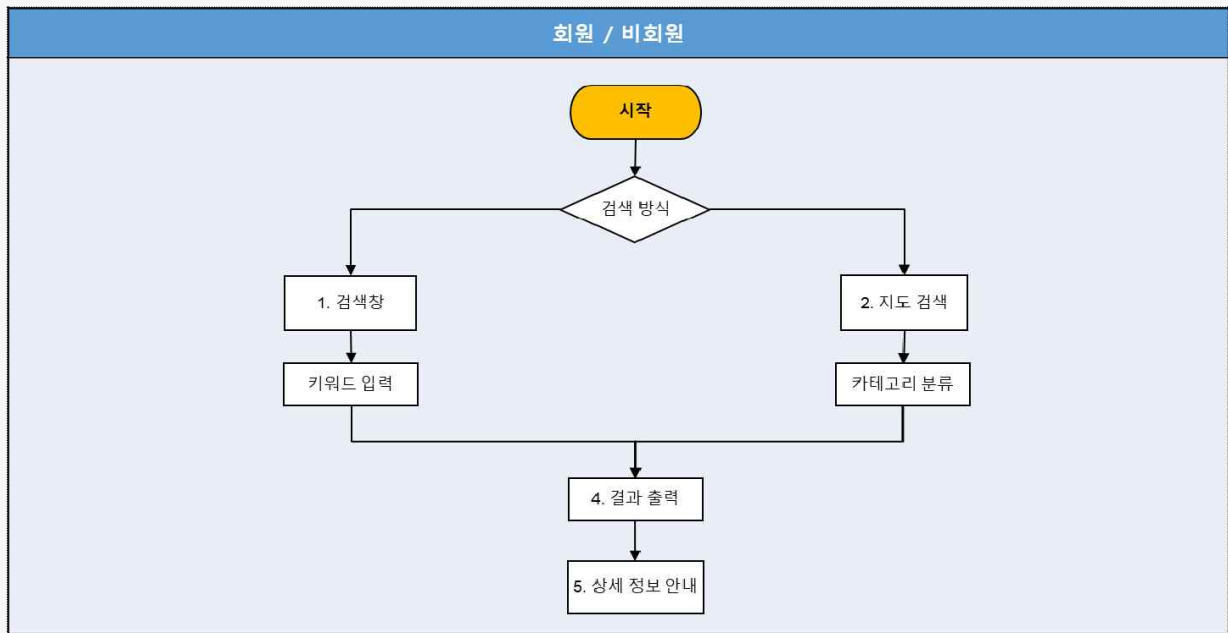 회원 / 비회원
시작
검색 방식
1. 검색창
2. 지도 검색
키워드 입력
카테고리 분류
4. 결과 출력
5. 상세 정보 안내